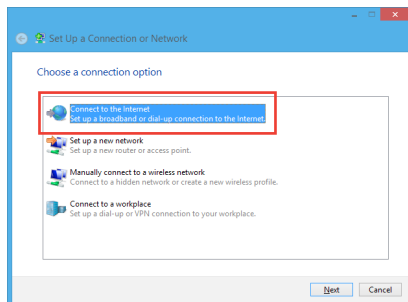 Set Up a Connection or Network
Choose a connection option
Connect to the Internet
Set up a broadband or dial-up connection to the Internet.
Set up a new network
Set up a new router or access point.
Manually connect to a wireless network
Connect to a hidden network or create a new wireless profile.
Connect to a workplace
Set up a dial-up or VPN connection to your workplace.
Next Cancel